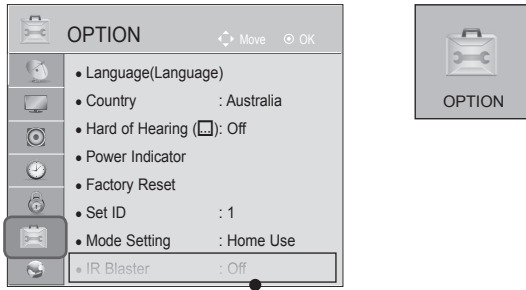 OPTION Move OK
• Language(Language)
• Country : Australia
• Hard of Hearing (...): Off
• Power Indicator
• Factory Reset
• Set ID : 1
• Mode Setting : Home Use
• IR Blaster : Off
OPTION